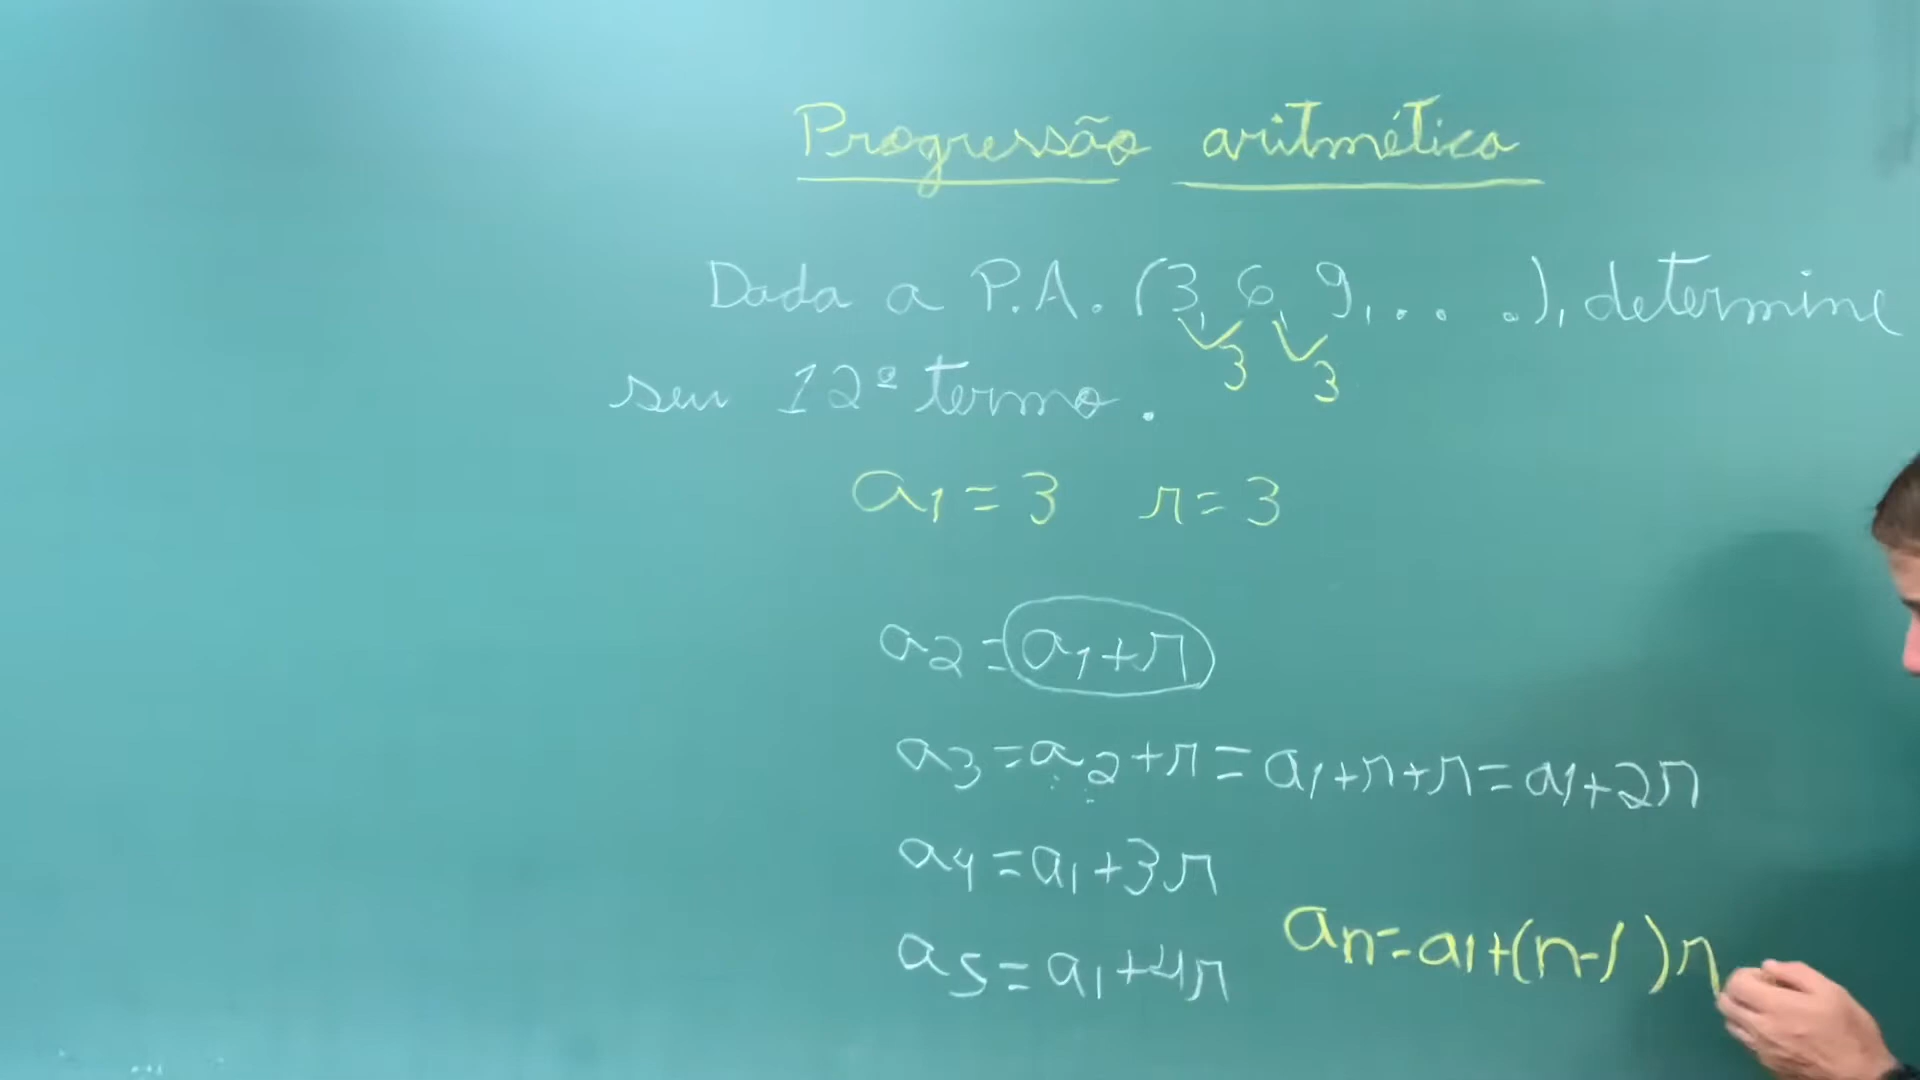 Progressão aritmética
Dada a P.A. (3, 6, 9, . . . .), determine
3 3
seu 12º termo.
a1 = 3 r = 3
a2 = a1 + r
a3 = a2 + r = a1 + r + r = a1 + 2r
a4 = a1 + 3r
a5 = a1 + 4r
an = a1 + (n-1)r